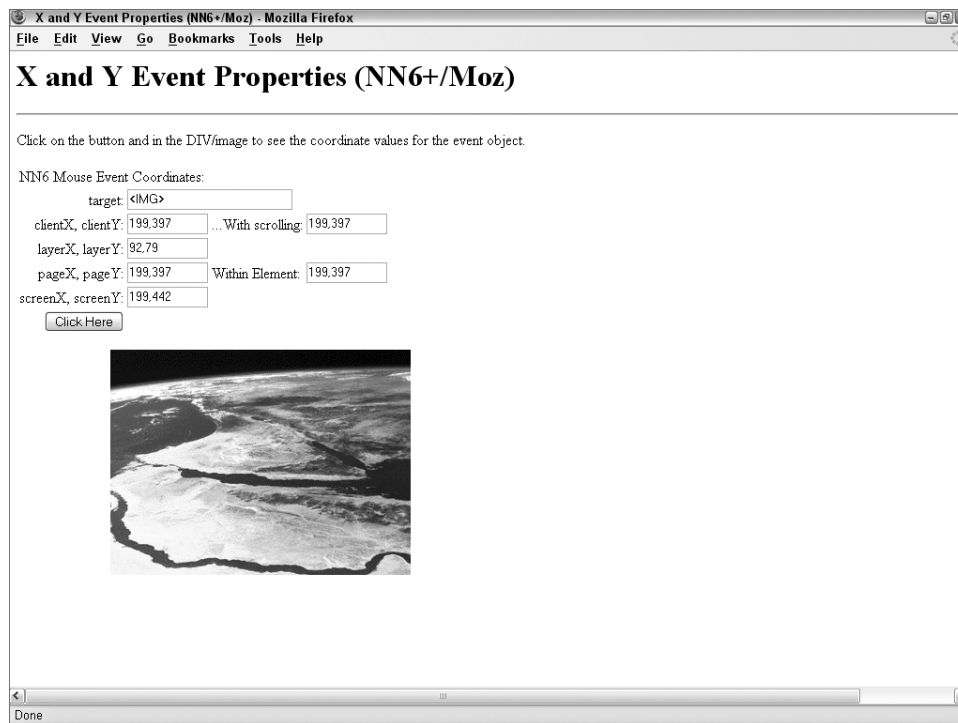 X and Y Event Properties (NN6+/Moz) - Mozilla Firefox
File Edit View Go Bookmarks Tools Help
X and Y Event Properties (NN6+/Moz)
Click on the button and in the DIV/image to see the coordinate values for the event object.
NN6 Mouse Event Coordinates:
target: <IMG>
clientX, clientY: 199,397 ...With scrolling: 199,397
layerX, layerY: 92,79
pageX, pageY: 199,397 Within Element: 199,397
screenX, screenY: 199,442
Click Here
Done